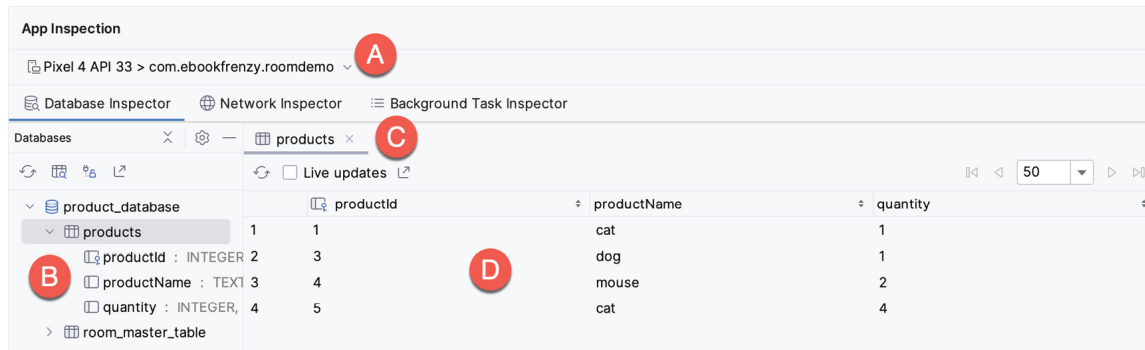 App Inspection
Pixel 4 API 33 > com.ebookfrenzy.roomdemo
A
Database Inspector Network Inspector Background Task Inspector
Databases products C
Live updates 50
product_database productId productName quantity
products 1 1 cat 1
productId : INTEGER 2 3 dog 1
B productName : TEXT 3 4 mouse 2
D
quantity : INTEGER, 4 5 cat 4
room_master_table